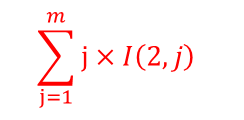 m
∑ j × I(2, j)
j=1